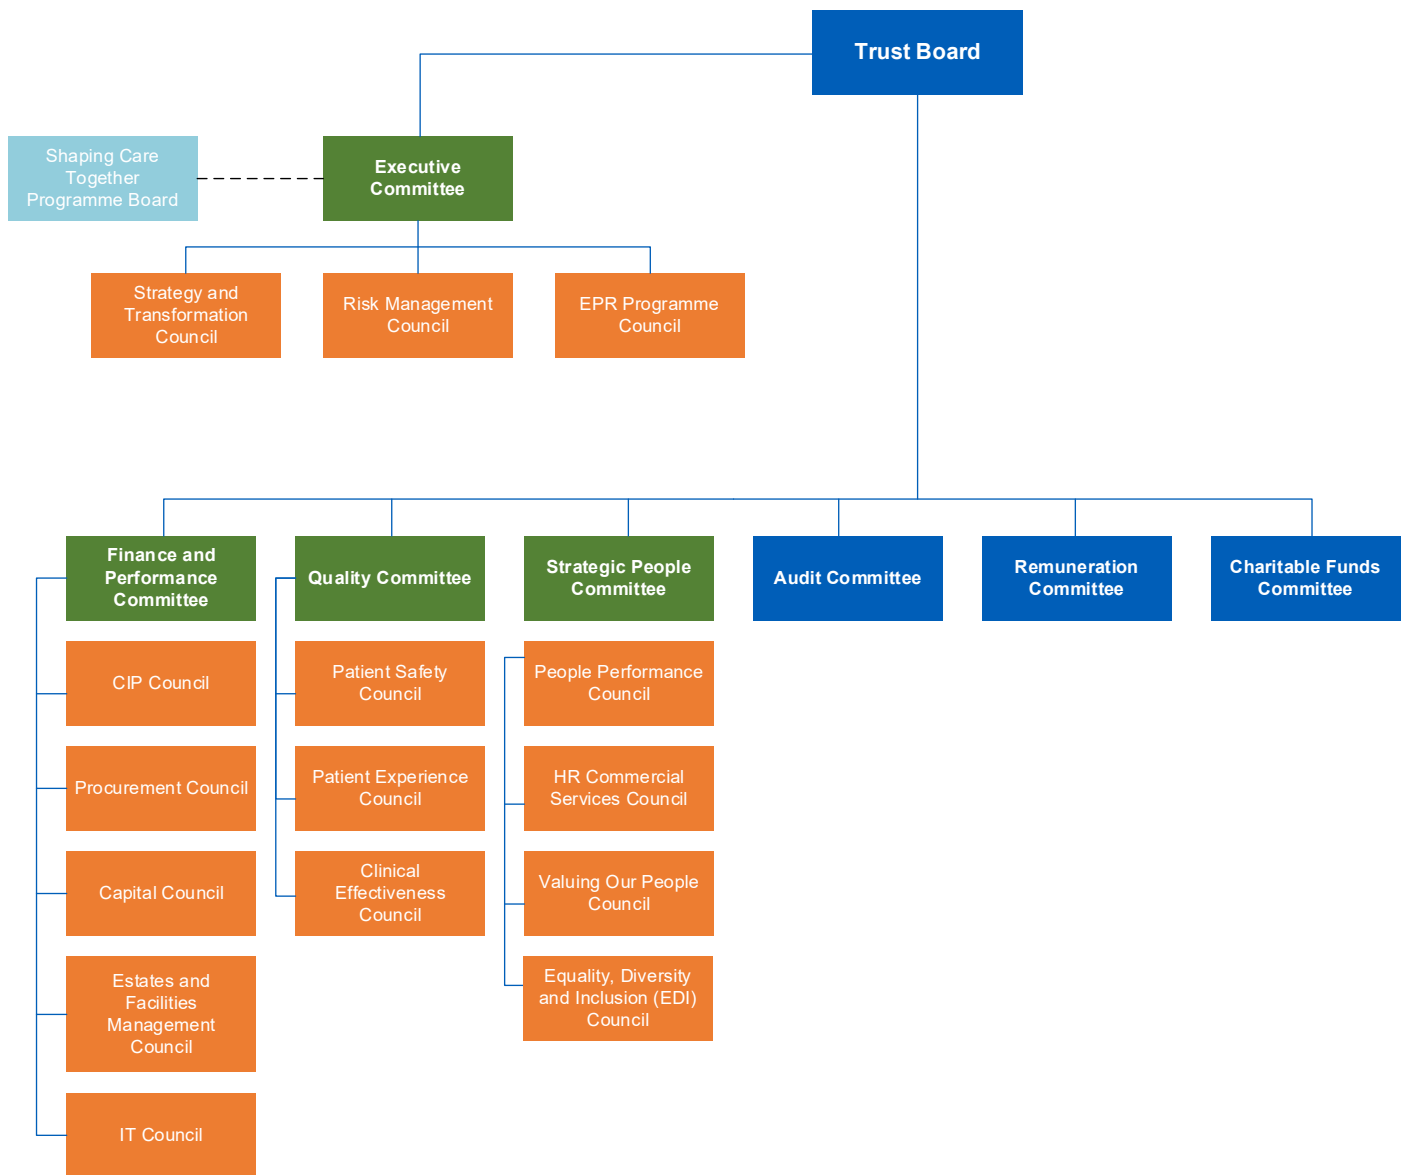 Trust Board
Shaping Care
Together
Programme Board
Executive
Committee
Strategy and
Transformation
Council
Risk Management
Council
EPR Programme
Council
Finance and
Performance
Committee
Quality Committee
Strategic People
Committee
Audit Committee
Remuneration
Committee
Charitable Funds
Committee
CIP Council
Patient Safety
Council
People Performance
Council
Procurement Council
Patient Experience
Council
HR Commercial
Services Council
Capital Council
Clinical
Effectiveness
Council
Valuing Our People
Council
Estates and
Facilities
Management
Council
Equality, Diversity
and Inclusion (EDI)
Council
IT Council